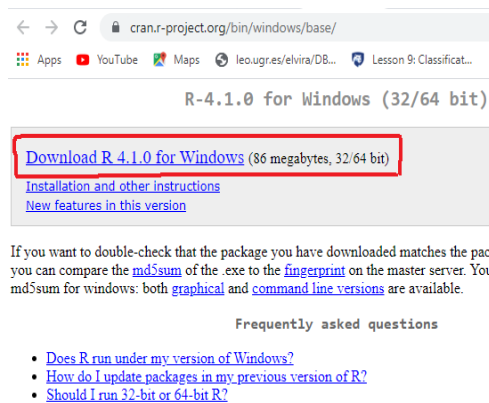 cran.r-project.org/bin/windows/base/
Apps YouTube Maps leo.ugr.es/elvira/DB... Lesson 9: Classificat...
R-4.1.0 for Windows (32/64 bit)
Download R 4.1.0 for Windows (86 megabytes, 32/64 bit)
Installation and other instructions
New features in this version
If you want to double-check that the package you have downloaded matches the pac
you can compare the md5sum of the .exe to the fingerprint on the master server. You
md5sum for windows: both graphical and command line versions are available.
Frequently asked questions
Does R run under my version of Windows?
How do I update packages in my previous version of R?
Should I run 32-bit or 64-bit R?